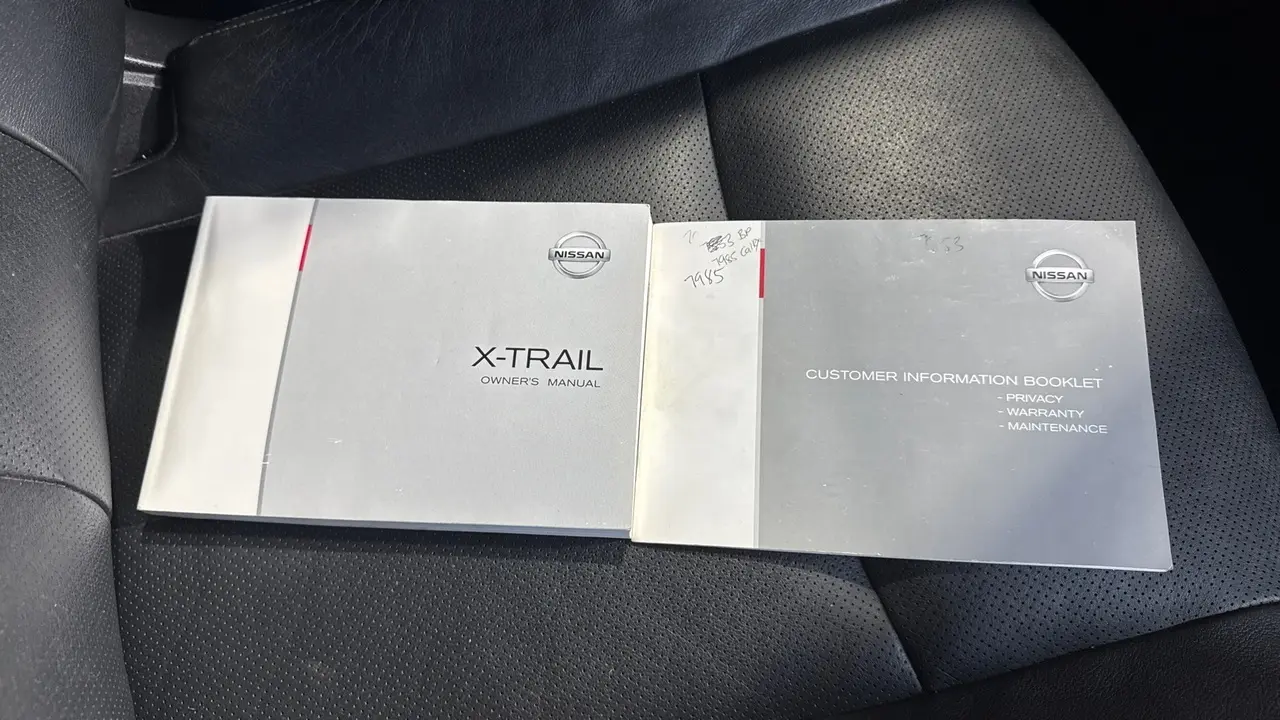 NISSAN
X-TRAIL
OWNER'S MANUAL
7985
NISSAN
CUSTOMER INFORMATION BOOKLET
- PRIVACY
- WARRANTY
- MAINTENANCE